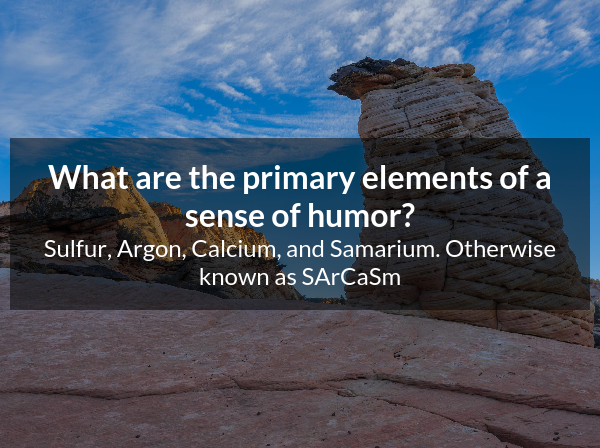 What are the primary elements of a
sense of humor?
Sulfur, Argon, Calcium, and Samarium. Otherwise
known as SArCaSm